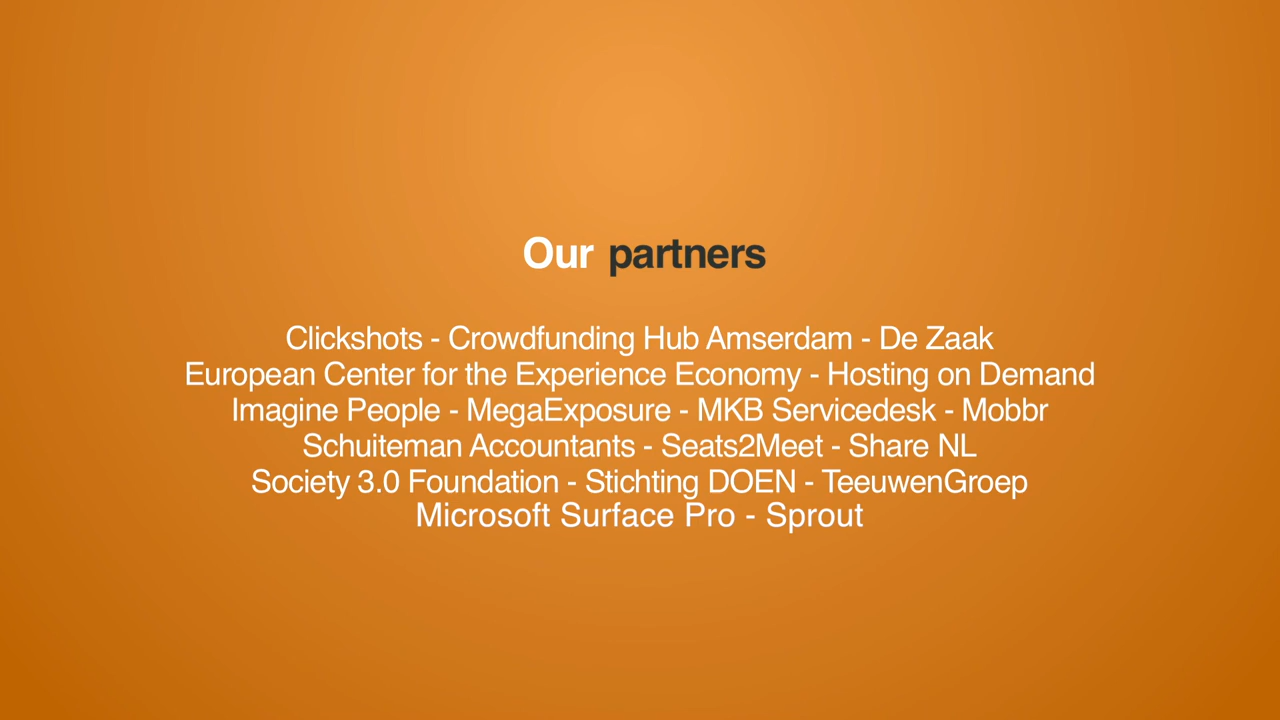 Our partners
Clickshots - Crowdfunding Hub Amserdam - De Zaak
European Center for the Experience Economy - Hosting on Demand
Imagine People - MegaExposure - MKB Servicedesk - Mobbr
Schuiteman Accountants - Seats2Meet - Share NL
Society 3.0 Foundation - Stichting DOEN - TeeuwenGroep
Microsoft Surface Pro - Sprout